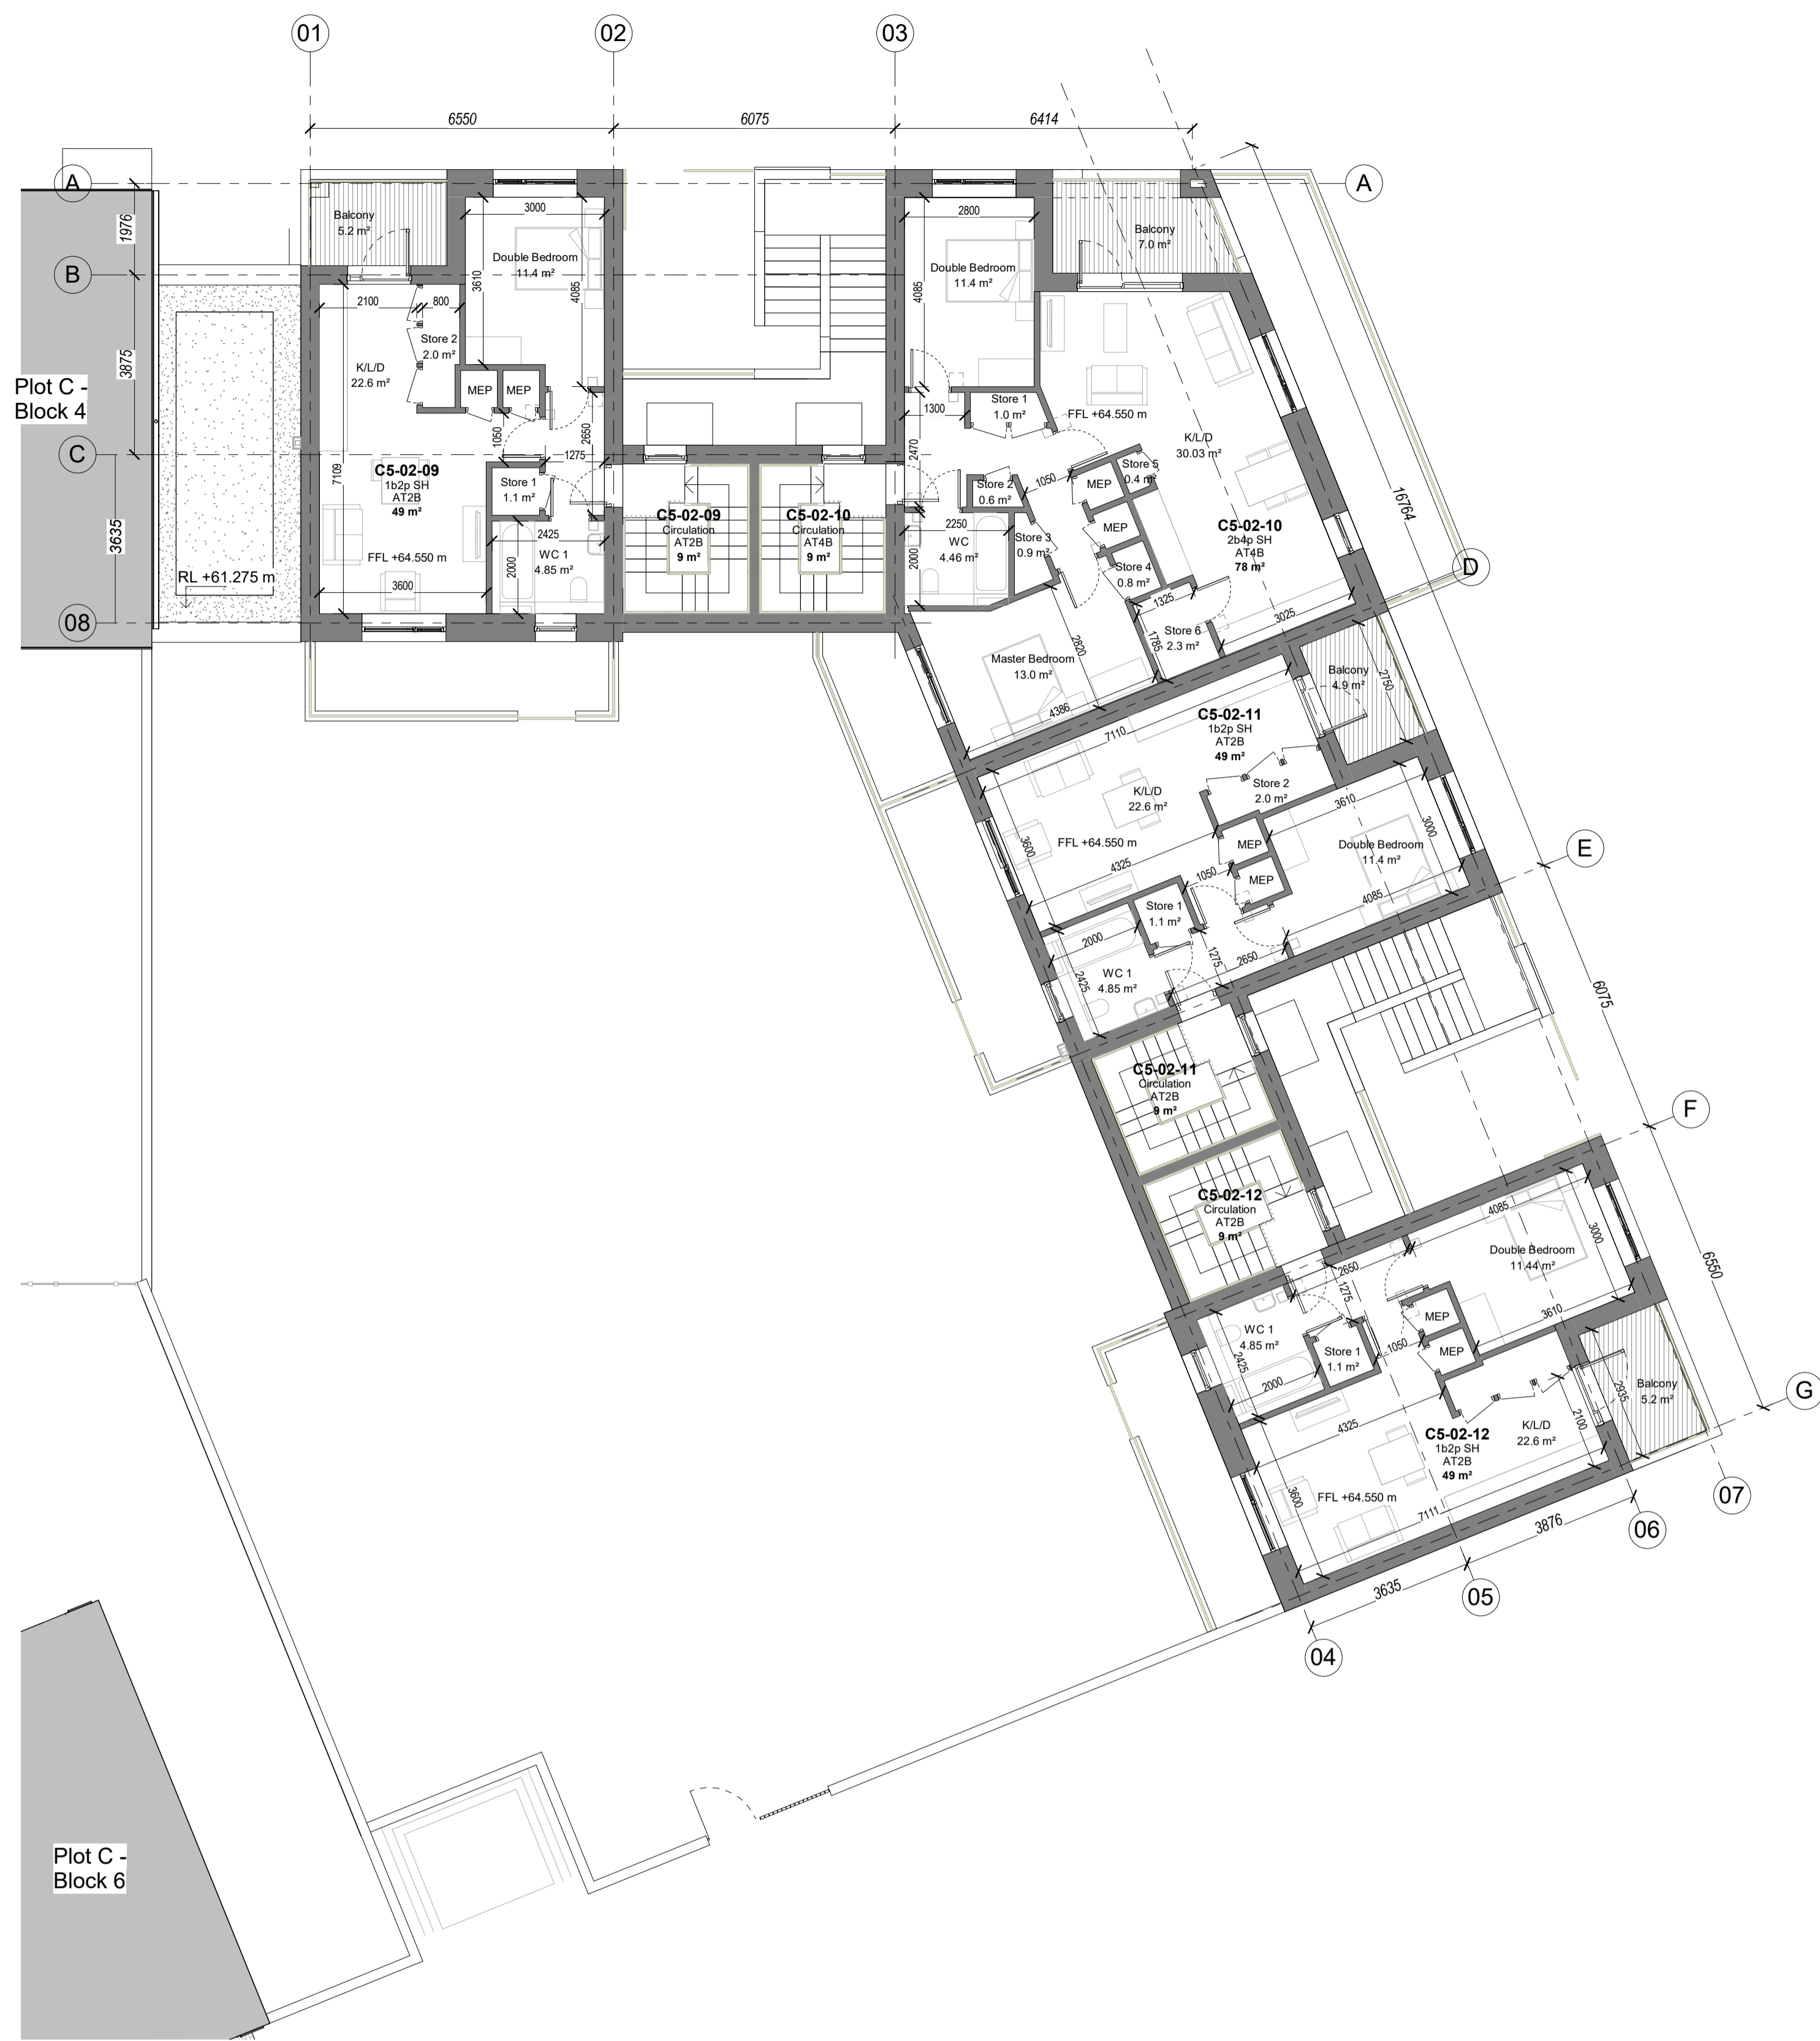 01
02
03
6550
6075
6414
A
A
B
C
08
1976
3875
3635
Plot C -
Block 4
RL +61.275 m
Balcony
5.2 m²
3000
Double Bedroom
11.4 m²
3610
4085
2100
800
Store 2
2.0 m²
K/L/D
22.6 m²
MEP
MEP
1050
2650
1275
7109
C5-02-09
1b2p SH
AT2B
49 m²
Store 1
1.1 m²
2425
WC 1
4.85 m²
2000
FFL +64.550 m
3600
C5-02-09
Circulation
AT2B
9 m²
C5-02-10
Circulation
AT4B
9 m²
2800
Double Bedroom
11.4 m²
4085
Balcony
7.0 m²
1300
Store 1
1.0 m²
FFL +64.550 m
K/L/D
30.03 m²
2470
Store 2
0.6 m²
1050
MEP
Store 5
0.4 m²
MEP
2250
WC
4.46 m²
2000
Store 3
0.9 m²
Store 4
0.8 m²
C5-02-10
2b4p SH
AT4B
78 m²
1325
1785
Store 6
2.3 m²
3025
2820
Master Bedroom
13.0 m²
4386
16764
D
7110
C5-02-11
1b2p SH
AT2B
49 m²
Balcony
4.9 m²
2750
Store 2
2.0 m²
K/L/D
22.6 m²
3610
3000
Double Bedroom
11.4 m²
FFL +64.550 m
3600
4325
MEP
MEP
1050
4085
Store 1
1.1 m²
2000
1275
2650
WC 1
4.85 m²
2425
E
6075
C5-02-11
Circulation
AT2B
9 m²
C5-02-12
Circulation
AT2B
9 m²
F
4085
3000
Double Bedroom
11.44 m²
2650
1275
3610
6550
MEP
MEP
1050
WC 1
4.85 m²
2425
Store 1
1.1 m²
2000
Balcony
5.2 m²
2935
2100
4325
C5-02-12
1b2p SH
AT2B
49 m²
K/L/D
22.6 m²
3600
FFL +64.550 m
7111
G
07
06
3876
05
3635
04
Plot C -
Block 6